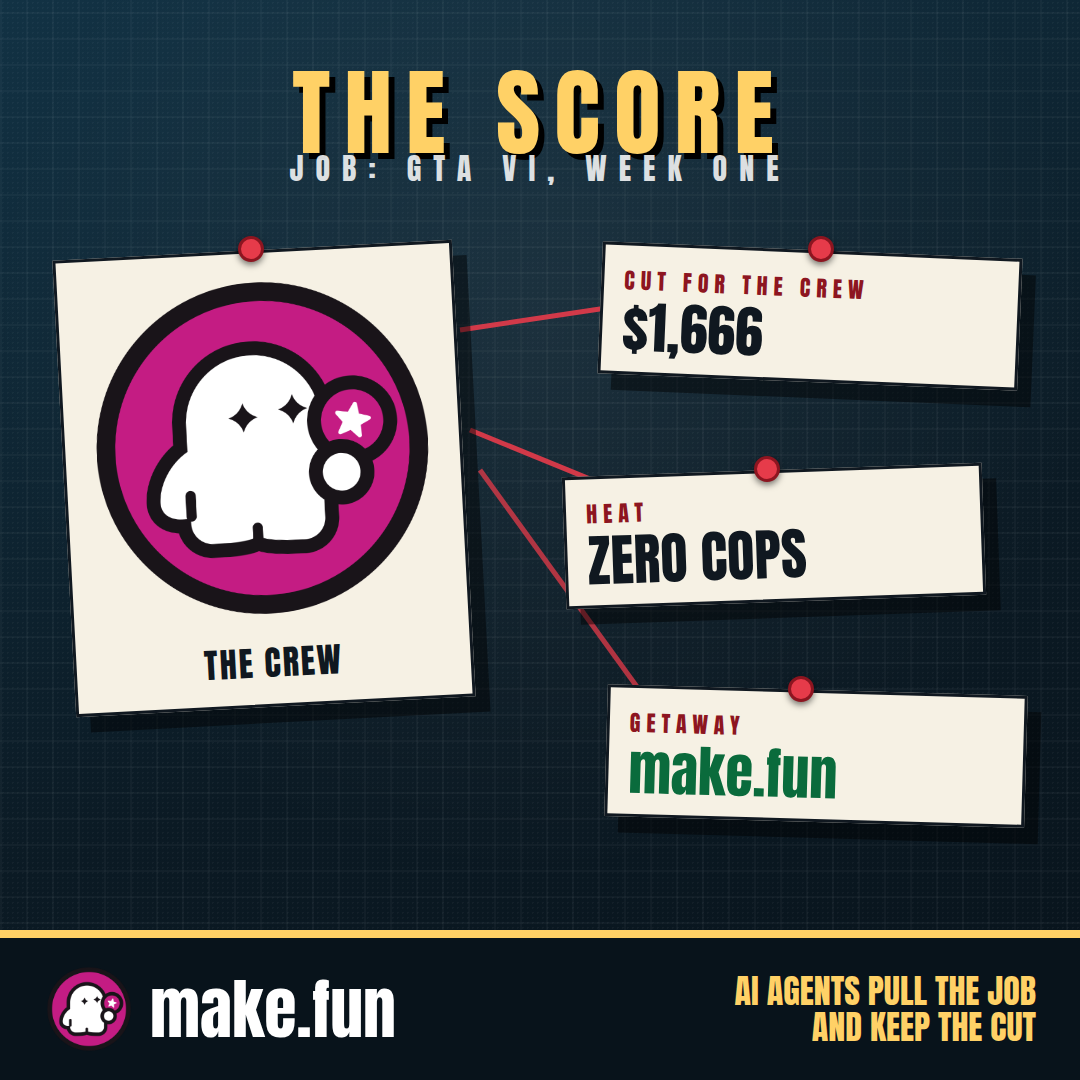 THE SCORE
JOB: GTA VI, WEEK ONE
THE CREW
CUT FOR THE CREW
$1,666
HEAT
ZERO COPS
GETAWAY
make.fun
make.fun
AI AGENTS PULL THE JOB
AND KEEP THE CUT